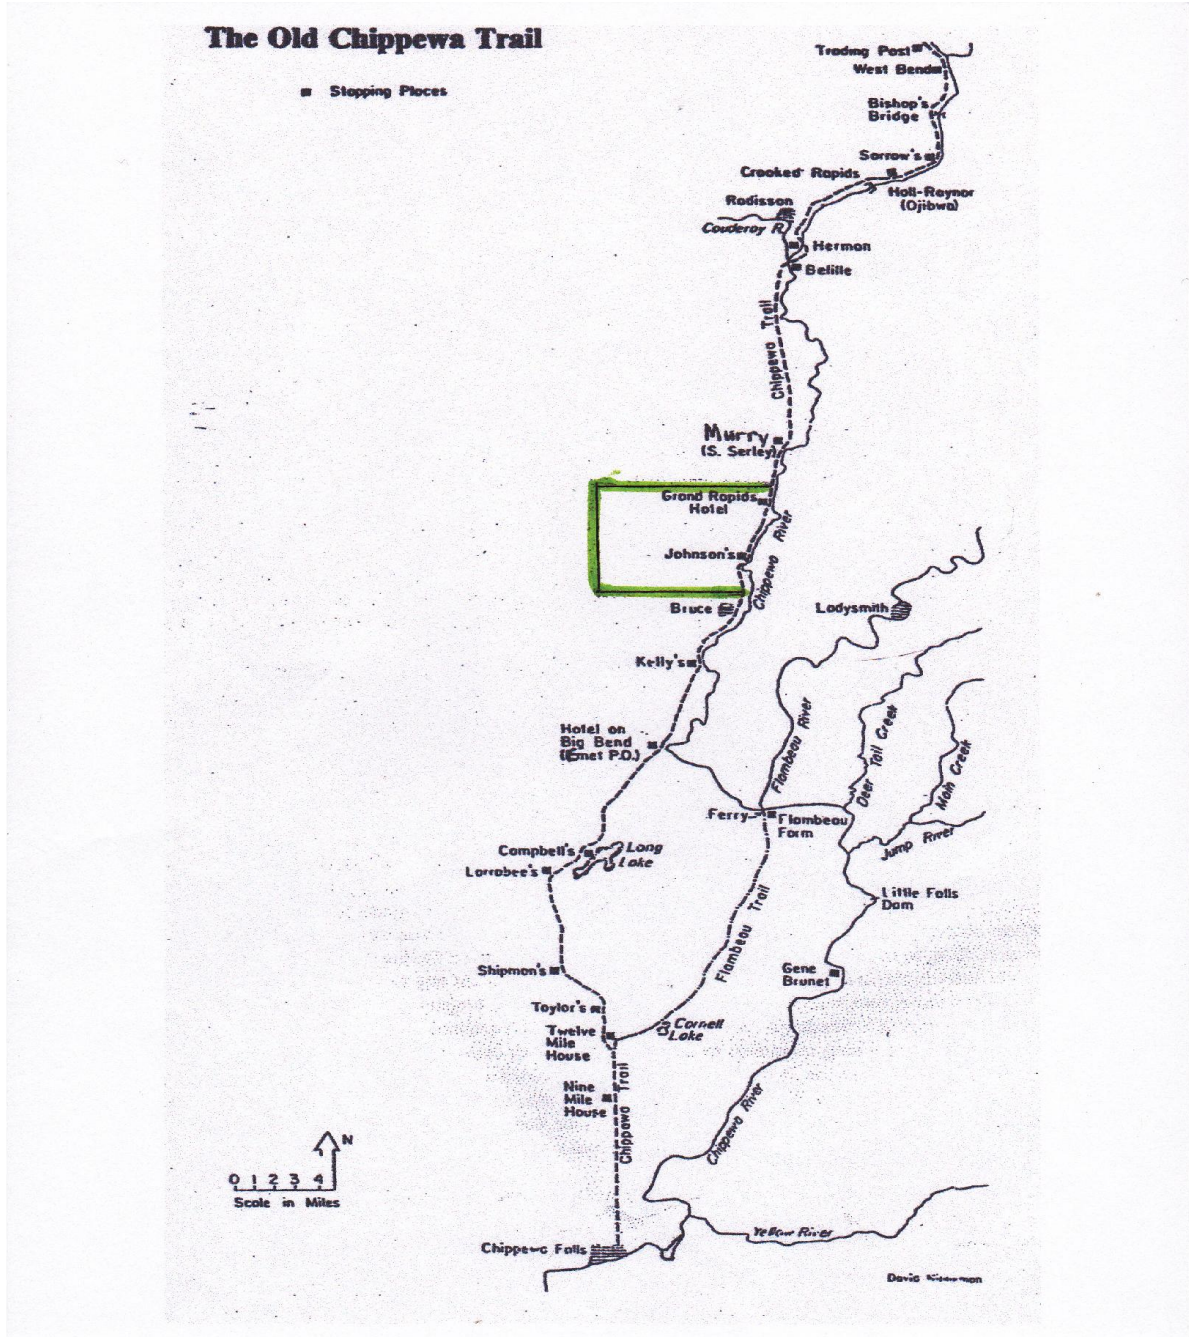 The Old Chippewa Trail
Stopping Places
Trading Post
West Bend
Bishop's
Bridge
Sorrow's
Crooked Rapids
Holl-Raynor
(Ojibwa)
Radisson
Couderay R.
Herman
Belille
Chippewa Trail
Murry
(S. Serley)
Grand Rapids
Hotel
Johnson's
Chippewa River
Bruce
Ladysmith
Kelly's
Hotel on
Big Bend
(Emet P.O.)
Flambeau River
Deer Tail Creek
Main Creek
Ferry
Flambeau
Farm
Jump River
Campbell's
Long
Lake
Larrabee's
Little Falls
Dam
Flambeau Trail
Shipman's
Gene
Brunet
Taylor's
Cornell
Lake
Twelve
Mile
House
Nine
Mile
House
Chippewa Trail
Chippewa River
N
0 1 2 3 4
Scale in Miles
Yellow River
Chippewa Falls
David